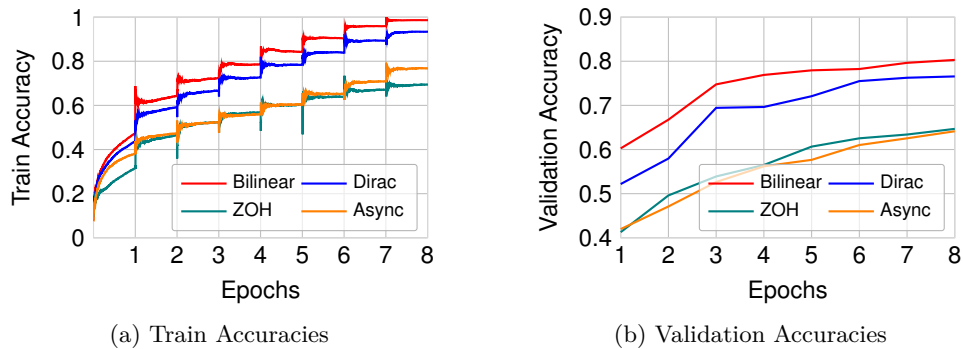 1
0.8
0.6
0.4
0.2
0
Train Accuracy
Bilinear
Dirac
ZOH
Async
1 2 3 4 5 6 7 8
Epochs
(a) Train Accuracies
0.9
0.8
0.7
0.6
0.5
0.4
Validation Accuracy
Bilinear
Dirac
ZOH
Async
1 2 3 4 5 6 7 8
Epochs
(b) Validation Accuracies